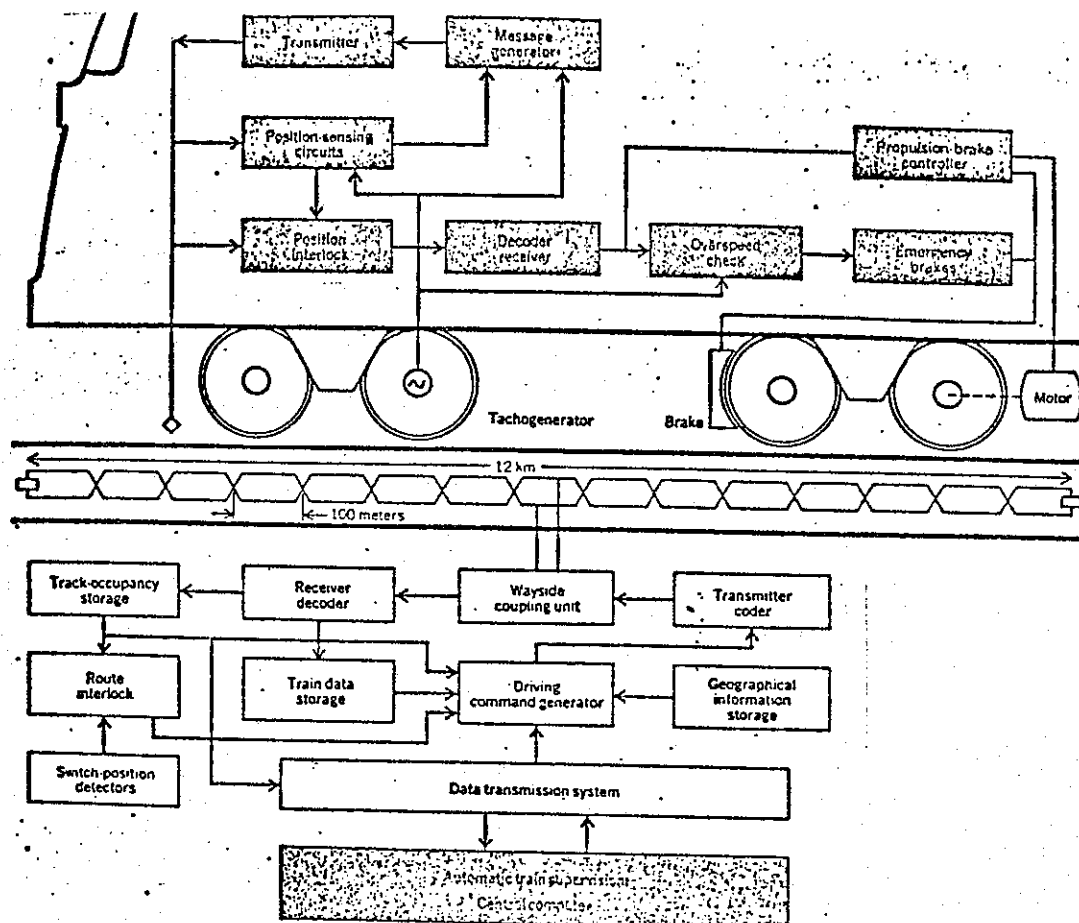 Transmitter
Message
generator
Position-sensing
circuits
Propulsion-brake
controller
Position
interlock
Decoder
receiver
Overspeed
check
Emergency
brakes
Tachogenerator
Brake
Motor
1.2 km
100 meters
Track-occupancy
storage
Receiver
decoder
Wayside
coupling unit
Transmitter
coder
Route
interlock
Train data
storage
Driving
command generator
Geographical
information
storage
Switch-position
detectors
Data transmission system
Automatic train supervision
Central computer